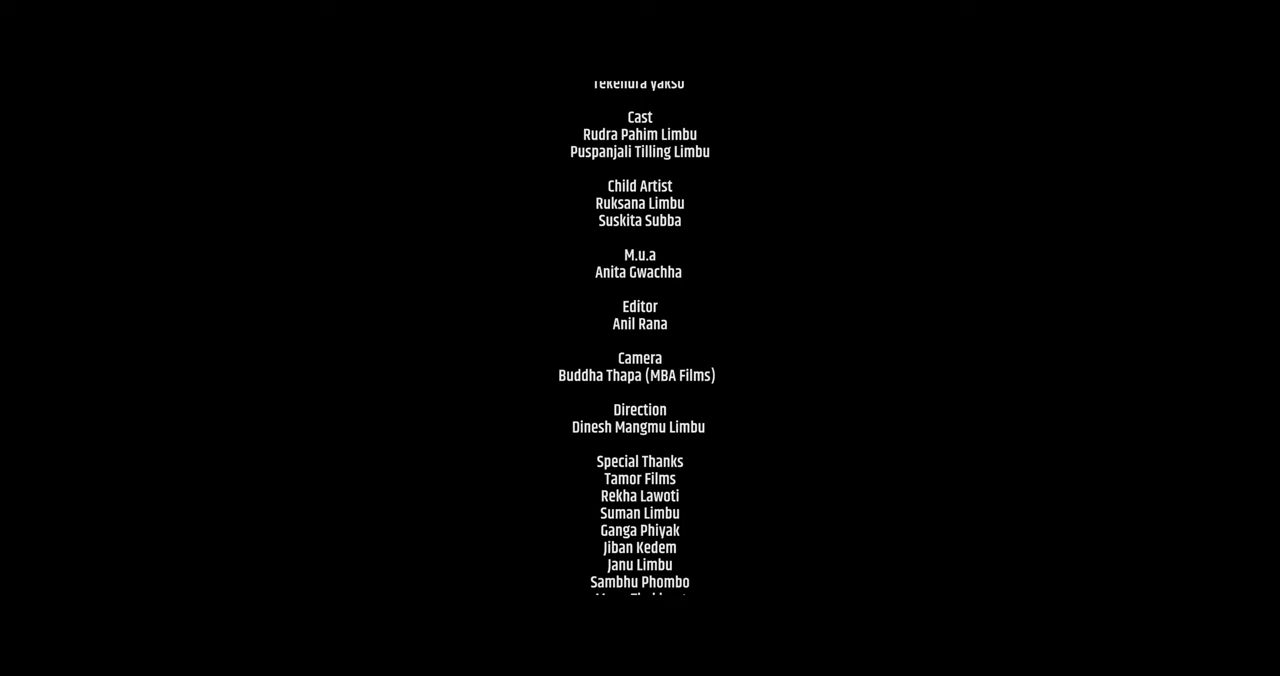 Cast
Rudra Pahim Limbu
Puspanjali Tilling Limbu
Child Artist
Ruksana Limbu
Suskita Subba
M.u.a
Anita Gwachha
Editor
Anil Rana
Camera
Buddha Thapa (MBA Films)
Direction
Dinesh Mangmu Limbu
Special Thanks
Tamor Films
Rekha Lawoti
Suman Limbu
Ganga Phiyak
Jiban Kedem
Janu Limbu
Sambhu Phombo